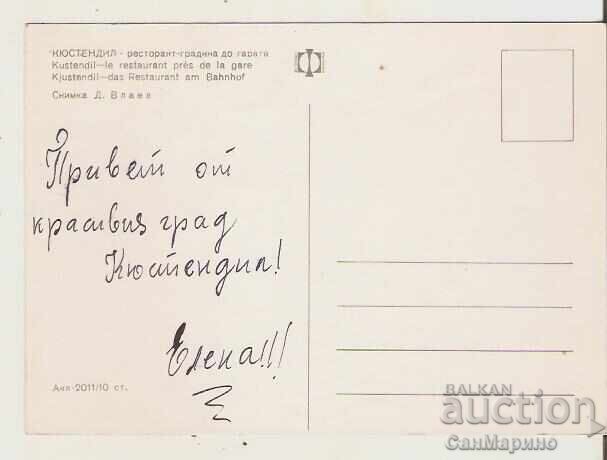 КЮСТЕНДИЛ - ресторант-градина до гарата
Kustendil—le restaurant près de la gare
Kjustendil—das Restaurant am Bahnhof
Снимка Д. Влаев
Привет от
красивия град
Кюстендил!
Елена!!!
Акл-2011/10 ст.
BALKAN
auction
СанМарино